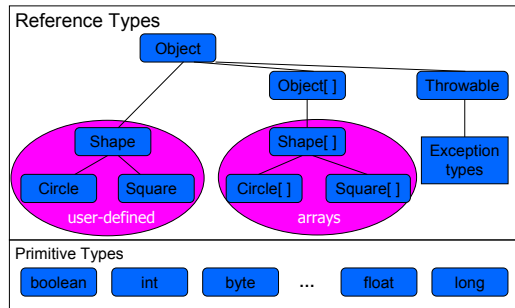 Reference Types
Object
Object[ ]
Throwable
Shape
Shape[ ]
Exception
types
Circle
Square
Circle[ ]
Square[ ]
user-defined
arrays
Primitive Types
boolean
int
byte
...
float
long